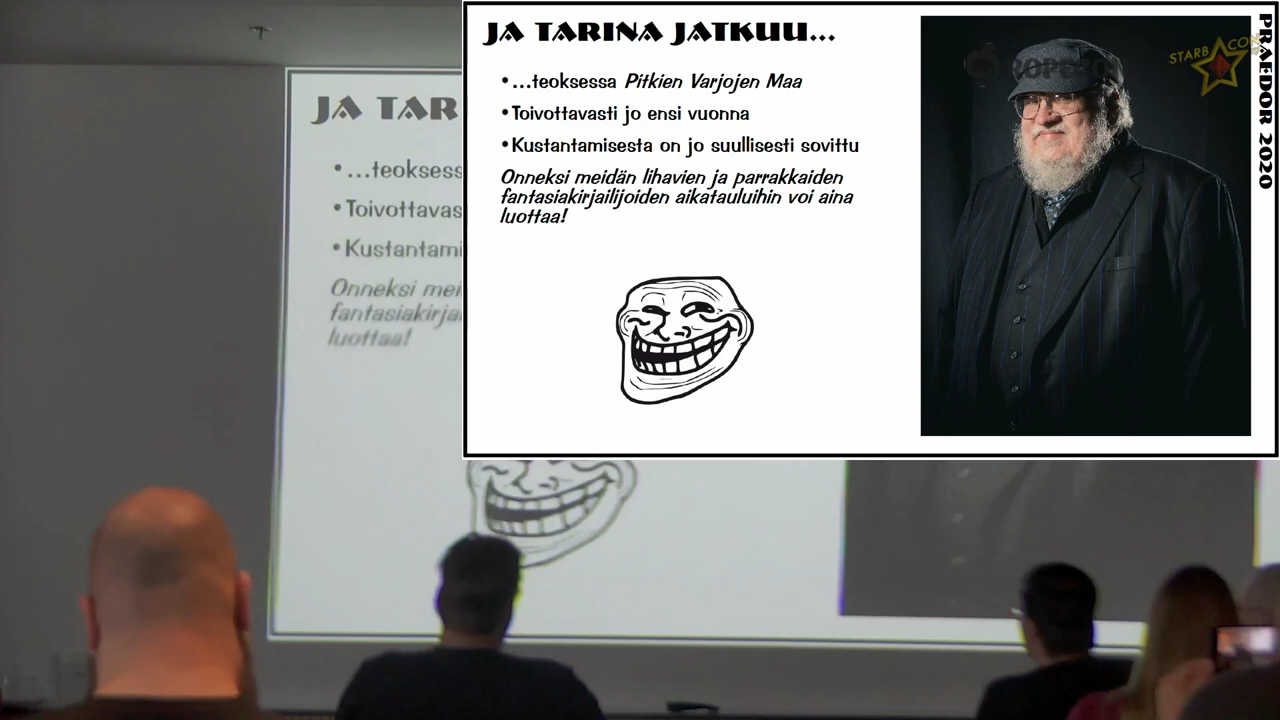 JA TARINA JATKUU...
•...teoksessa Pitkien Varjojen Maa
•Toivottavasti jo ensi vuonna
•Kustantamisesta on jo suullisesti sovittu
Onneksi meidän lihavien ja parrakkaiden
fantasiakirjailijoiden aikatauluihin voi aina
luottaa!
STARB CON
PRAEDOR 2020
JA TAR
•...teoksess
•Toivottavas
•Kustantami
Onneksi mei
fantasiakirja
luottaa!